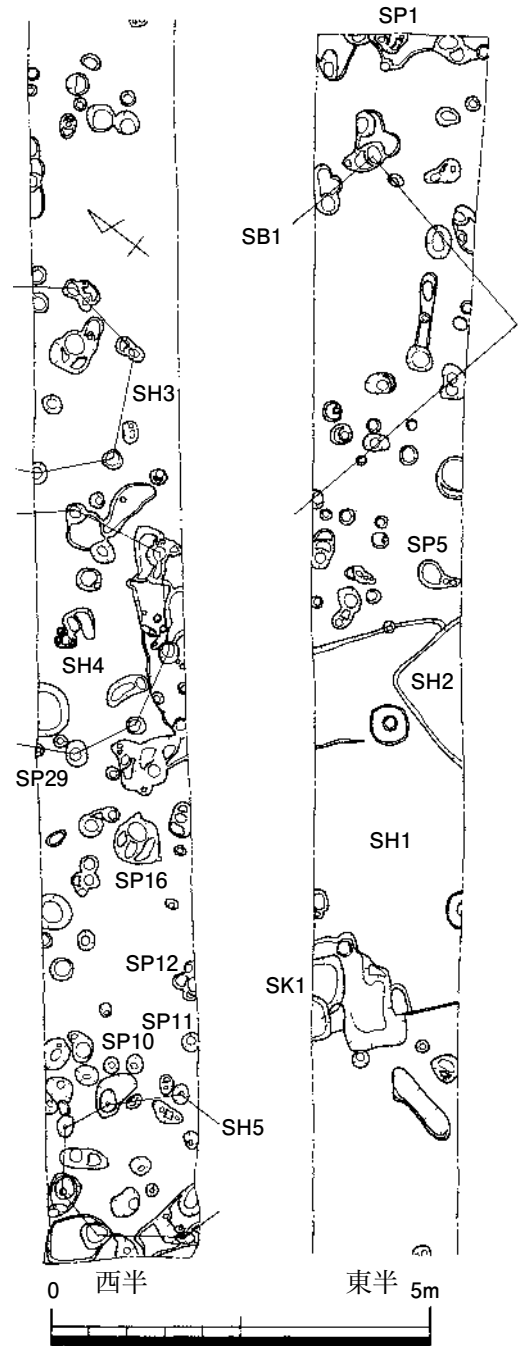 SP1
SB1
SH3
SP5
SH4
SH2
SP29
SH1
SP16
SP12
SK1
SP11
SP10
SH5
西半
東半
0
5m